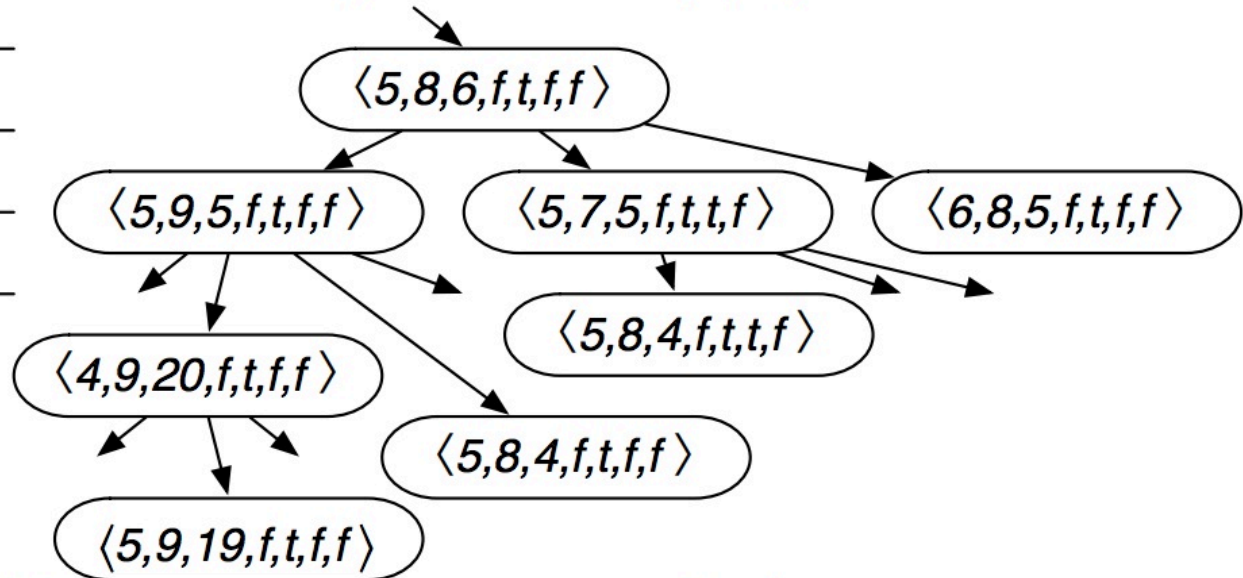 ⟨5,8,6,f,t,f,f⟩
⟨5,9,5,f,t,f,f⟩
⟨5,7,5,f,t,t,f⟩
⟨6,8,5,f,t,f,f⟩
⟨5,8,4,f,t,t,f⟩
⟨4,9,20,f,t,f,f⟩
⟨5,8,4,f,t,f,f⟩
⟨5,9,19,f,t,f,f⟩